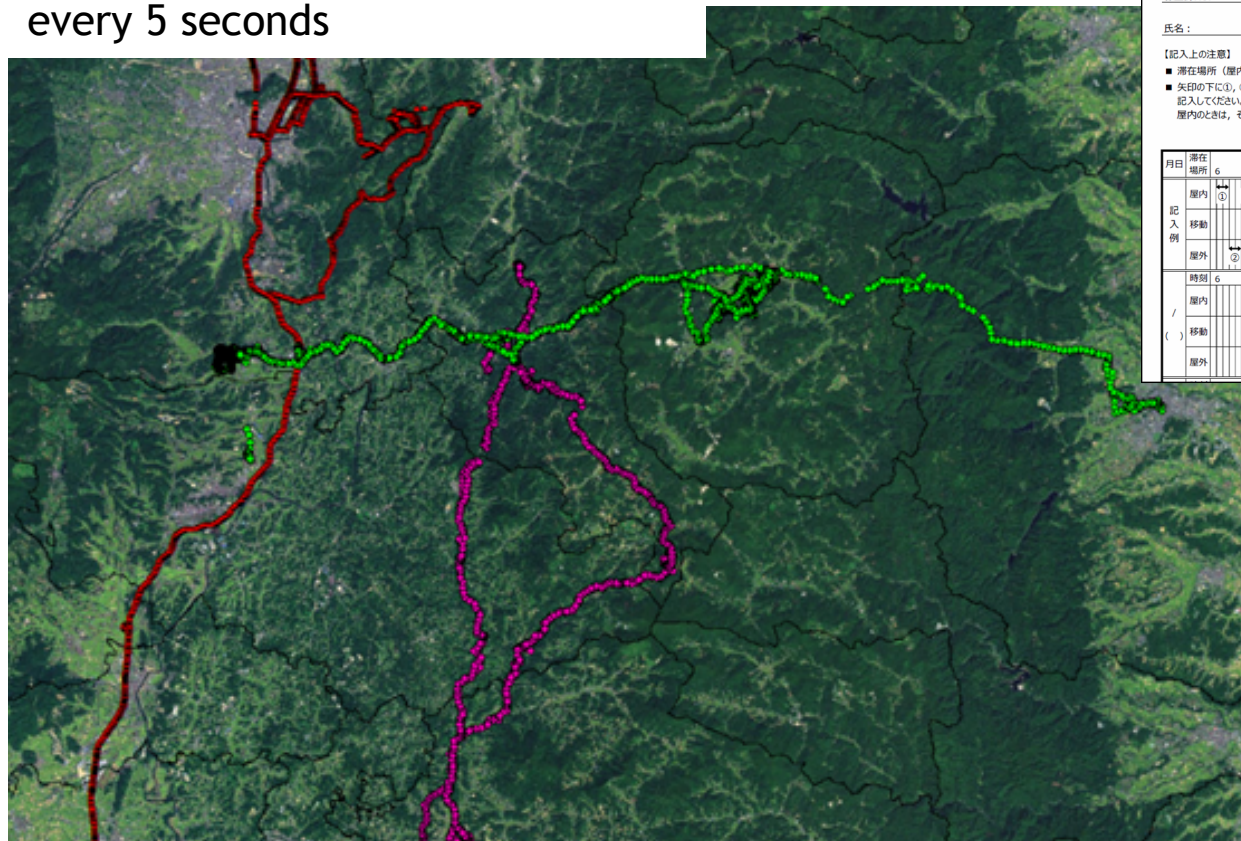 every 5 seconds
氏名：
【記入上の注意】
■ 滞在場所（屋内
■ 矢印の下に①,
記入してください。
屋内のときは，そ
月日 滞在場所 6
記入例
屋内 ①
移動
屋外 ②
時刻 6
/
( )
屋内
移動
屋外